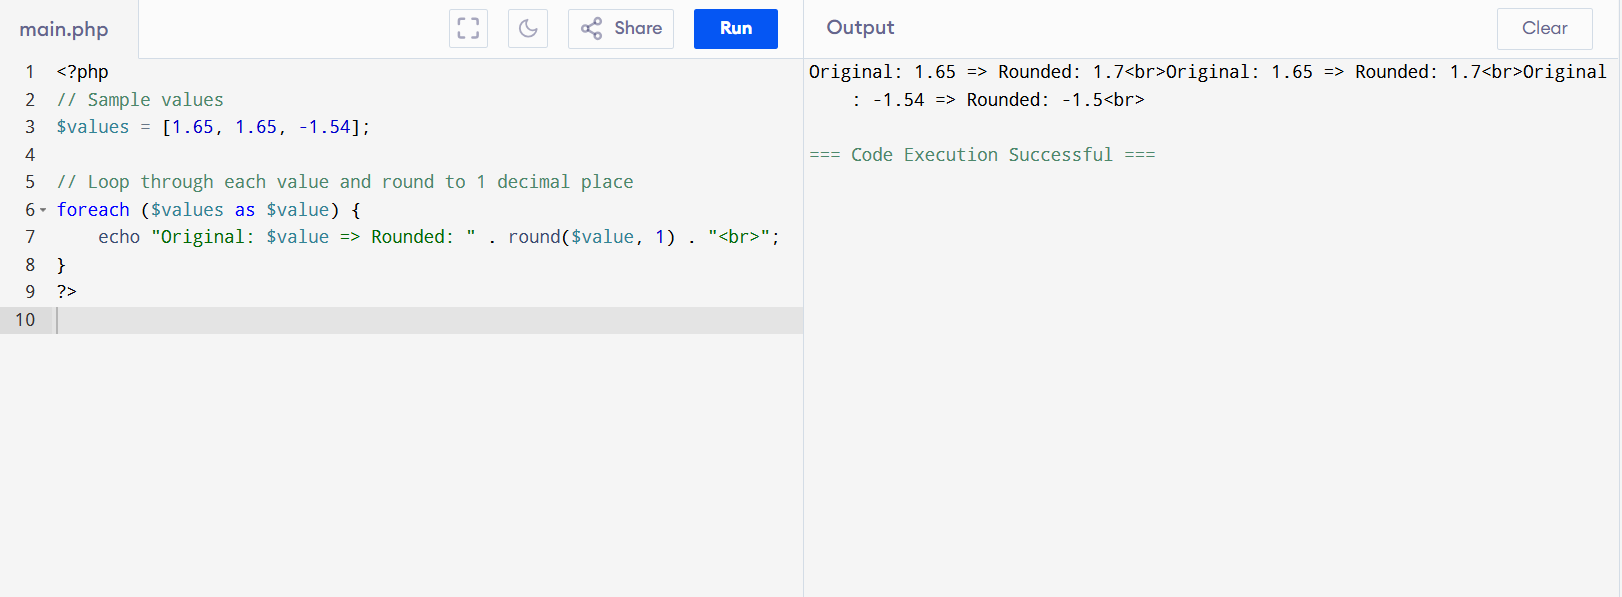 main.php
Share
Run
Output
Clear
1 <?php
2 // Sample values
3 $values = [1.65, 1.65, -1.54];
4
5 // Loop through each value and round to 1 decimal place
6 foreach ($values as $value) {
7     echo "Original: $value => Rounded: " . round($value, 1) . "<br>";
8 }
9 ?>
10
Original: 1.65 => Rounded: 1.7<br>Original: 1.65 => Rounded: 1.7<br>Original
: -1.54 => Rounded: -1.5<br>
=== Code Execution Successful ===